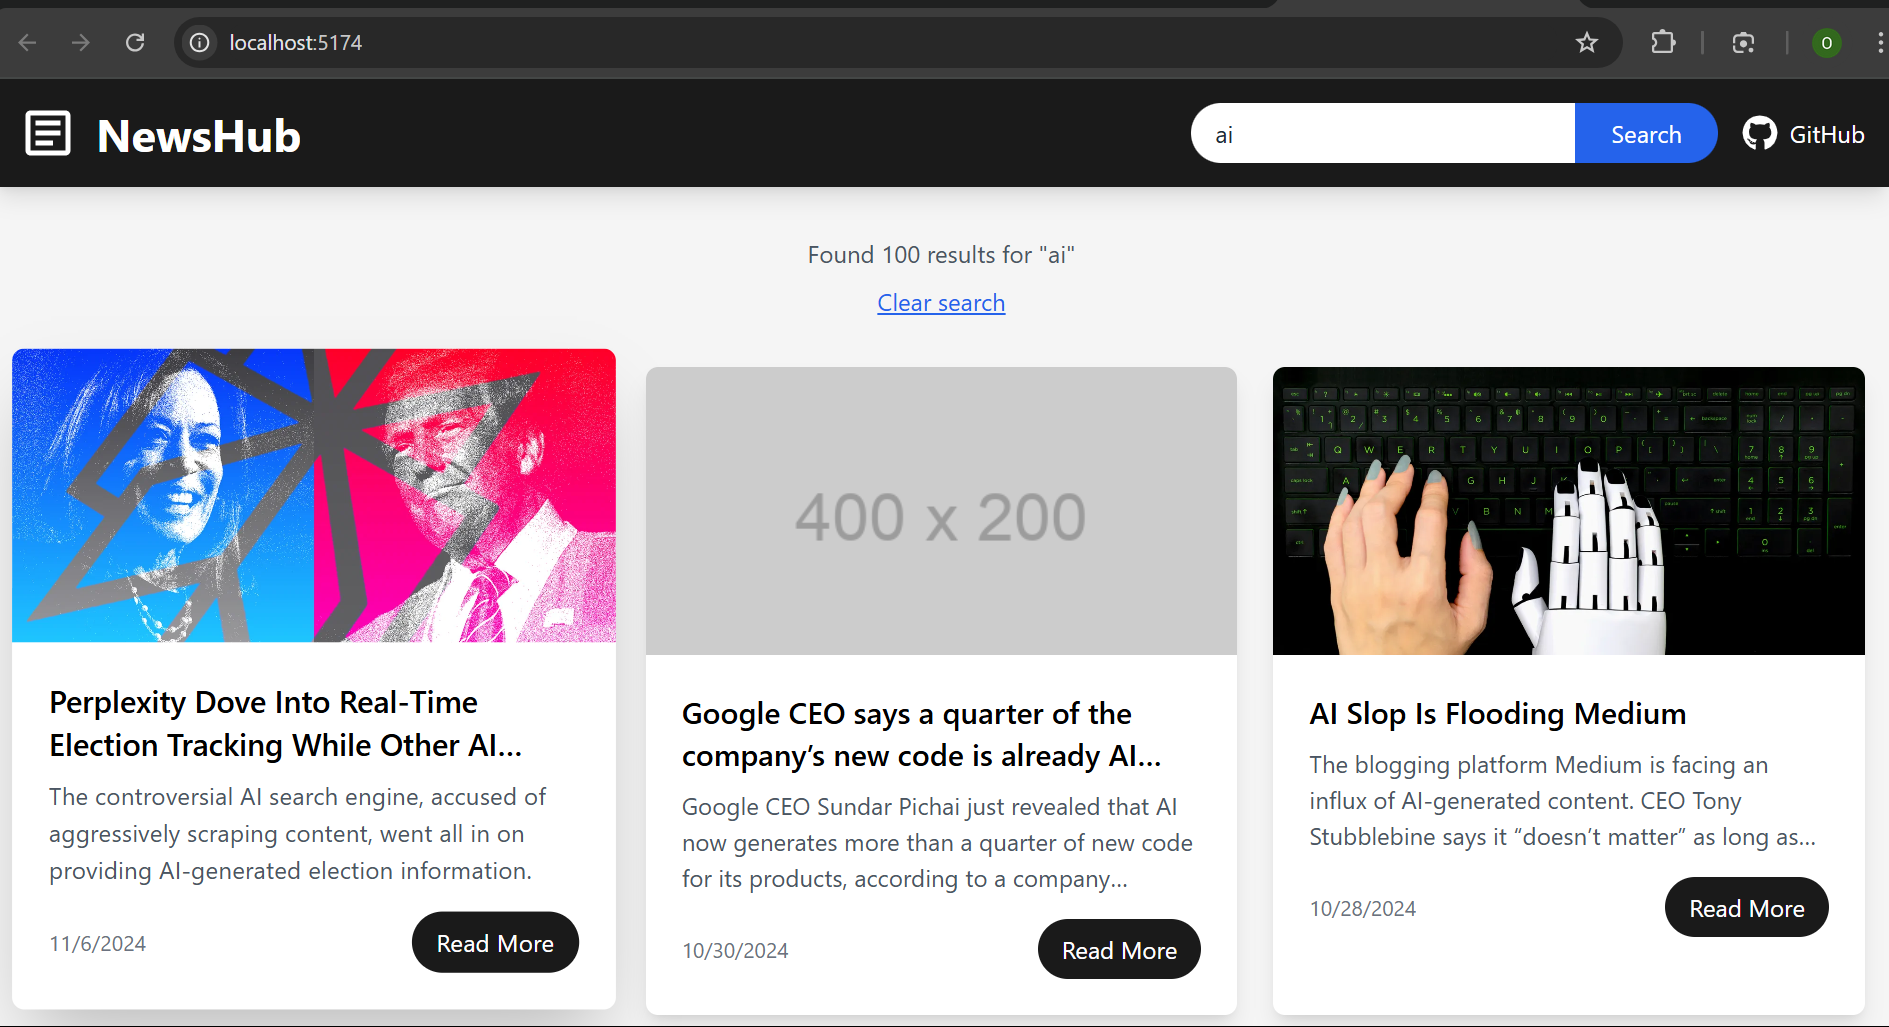 localhost:5174
O
NewsHub
ai
Search
GitHub
Found 100 results for "ai"
Clear search
400 x 200
Perplexity Dove Into Real-Time
Election Tracking While Other AI...
The controversial AI search engine, accused of
aggressively scraping content, went all in on
providing AI-generated election information.
11/6/2024
Read More
Google CEO says a quarter of the
company’s new code is already AI...
Google CEO Sundar Pichai just revealed that AI
now generates more than a quarter of new code
for its products, according to a company...
10/30/2024
Read More
Q W E R T Y U I O P
A G H J
V B N M
AI Slop Is Flooding Medium
The blogging platform Medium is facing an
influx of AI-generated content. CEO Tony
Stubblebine says it “doesn’t matter” as long as...
10/28/2024
Read More